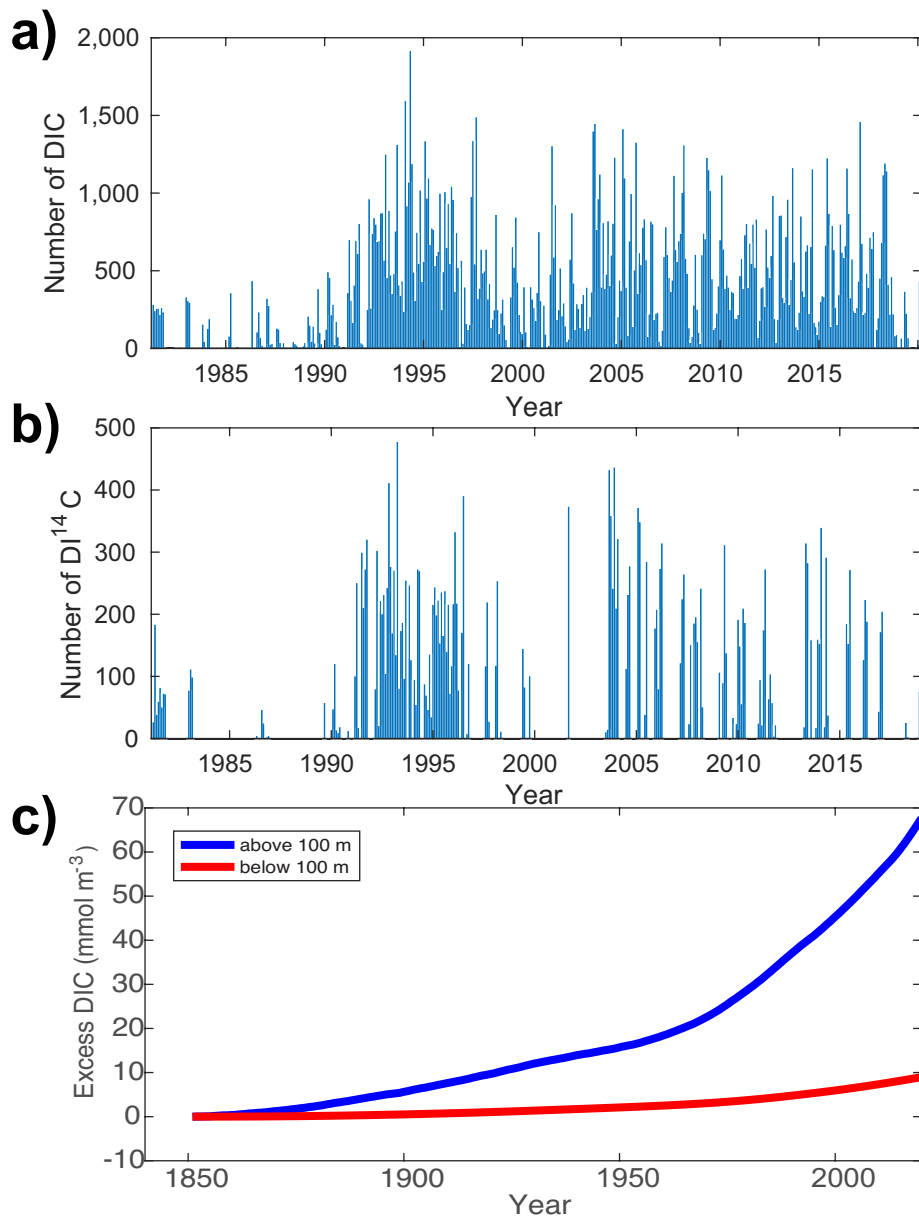 a)
2,000
1,500
1,000
500
0
Number of DIC
1985 1990 1995 2000 2005 2010 2015
Year
b)
500
400
300
200
100
0
Number of DI¹⁴C
1985 1990 1995 2000 2005 2010 2015
Year
c)
70
60
50
40
30
20
10
0
-10
Excess DIC (mmol m⁻³)
above 100 m
below 100 m
1850 1900 1950 2000
Year